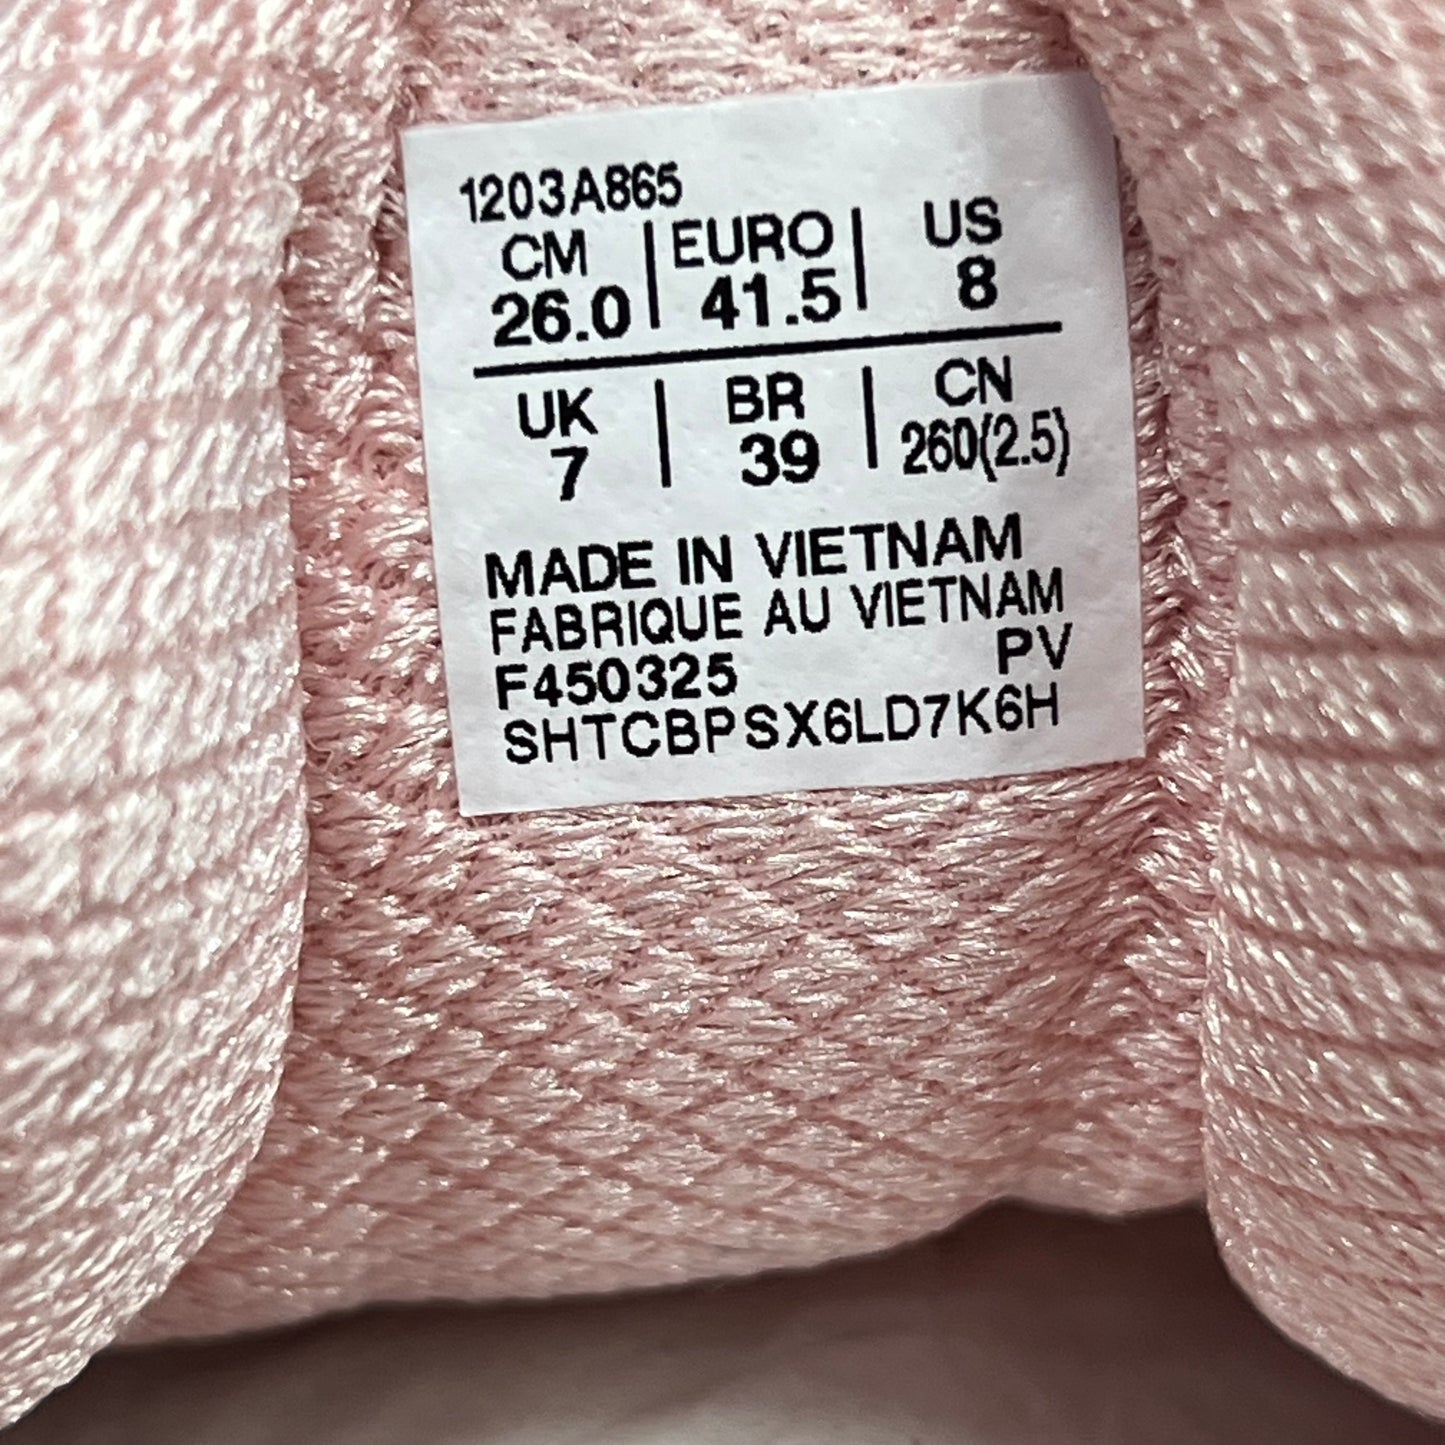 1203A865
CM | EURO | US
26.0 | 41.5 | 8
UK | BR | CN
7 | 39 | 260(2.5)
MADE IN VIETNAM
FABRIQUE AU VIETNAM
F450325 PV
SHTCBPSX6LD7K6H